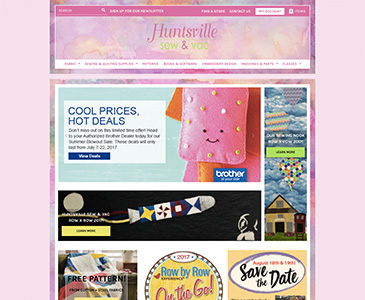 SEARCH
SIGN UP FOR OUR NEWSLETTER
FIND A STORE
CONTACT US
MY ACCOUNT
ITEMS
Huntsville
sew & vac
FABRIC
SEWING & QUILTING SUPPLIES
PATTERNS
BOOKS & SOFTWARE
EMBROIDERY DESIGN
MACHINES & PARTS
CLASSES
COOL PRICES,
HOT DEALS
Don't miss out on this limited time offer! Head
to your Authorized Brother Dealer today for our
Summer Blowout Sale. These deals will only
last from July 7-22, 2017.
View Deals
brother
at your side
OUR SEWING NOOK
ROW X ROW 2017!
LEARN MORE
HUNTSVILLE SEW & VAC
ROW X ROW 2017!
LEARN MORE
FREE PATTERN!
2017
Row by Row
EXPERIENCE
On the Go!
August 18th & 19th!
Save the
Date